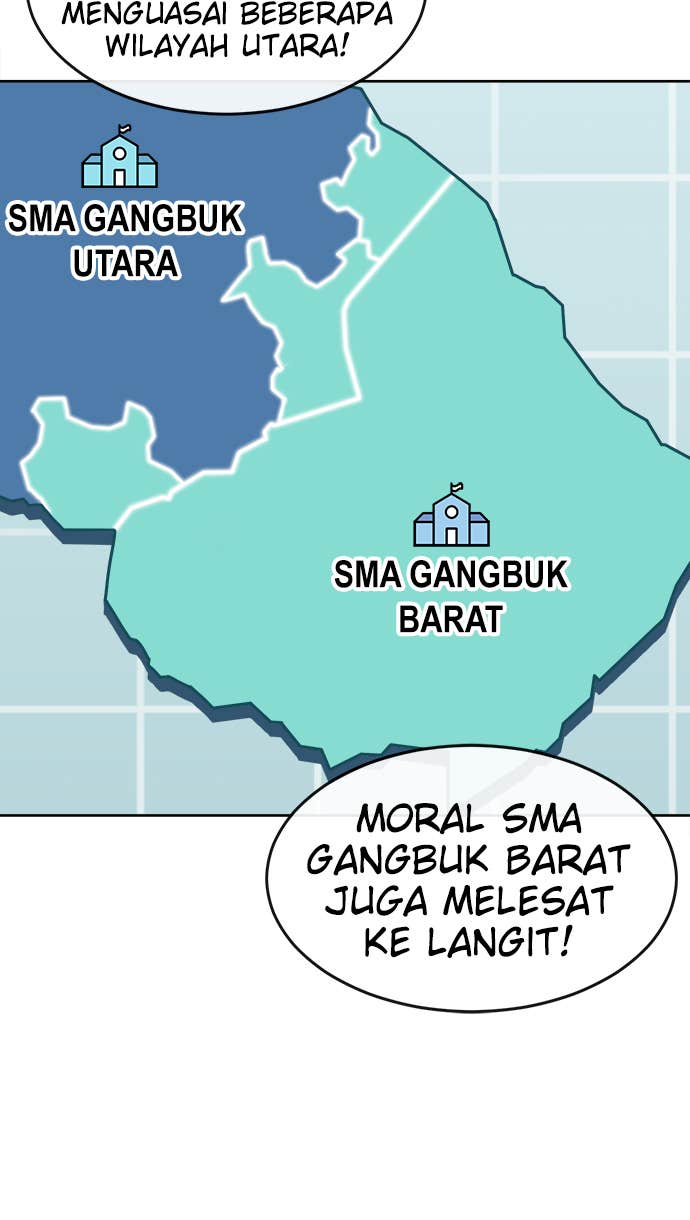 MENGUASAI BEBERAPA
WILAYAH UTARA!
SMA GANGBUK
UTARA
SMA GANGBUK
BARAT
MORAL SMA
GANGBUK BARAT
JUGA MELESAT
KE LANGIT!